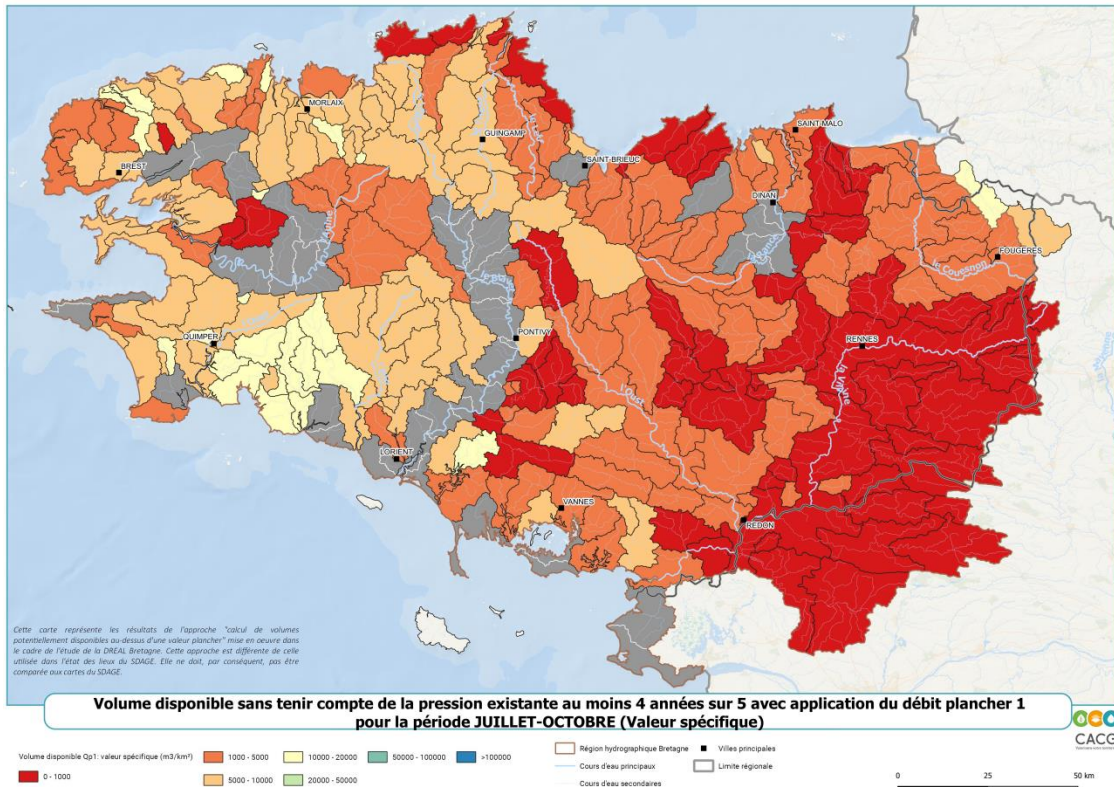 MORLAIX
GUINGAMP
SAINT-MALO
BREST
SAINT-BRIEUC
DINAN
FOUGERES
le Couesnon
QUIMPER
PONTIVY
RENNES
la Vilaine
l'Oust
LORIENT
VANNES
REDON
Cette carte représente les résultats de l'approche "calcul de volumes
potentiellement disponibles au-dessus d'une valeur plancher" mise en oeuvre dans
le cadre de l'étude de la DREAL Bretagne. Cette approche est différente de celle
utilisée dans l'état des lieux du SDAGE. Elle ne doit, par conséquent, pas être
comparée aux cartes du SDAGE.
Volume disponible sans tenir compte de la pression existante au moins 4 années sur 5 avec application du débit plancher 1
pour la période JUILLET-OCTOBRE (Valeur spécifique)
Volume disponible Qp1: valeur spécifique (m3/km²)
0 - 1000
1000 - 5000
5000 - 10000
10000 - 20000
20000 - 50000
50000 - 100000
>100000
Région hydrographique Bretagne
Cours d'eau principaux
Cours d'eau secondaires
Villes principales
Limite régionale
CACG
0 25 50 km